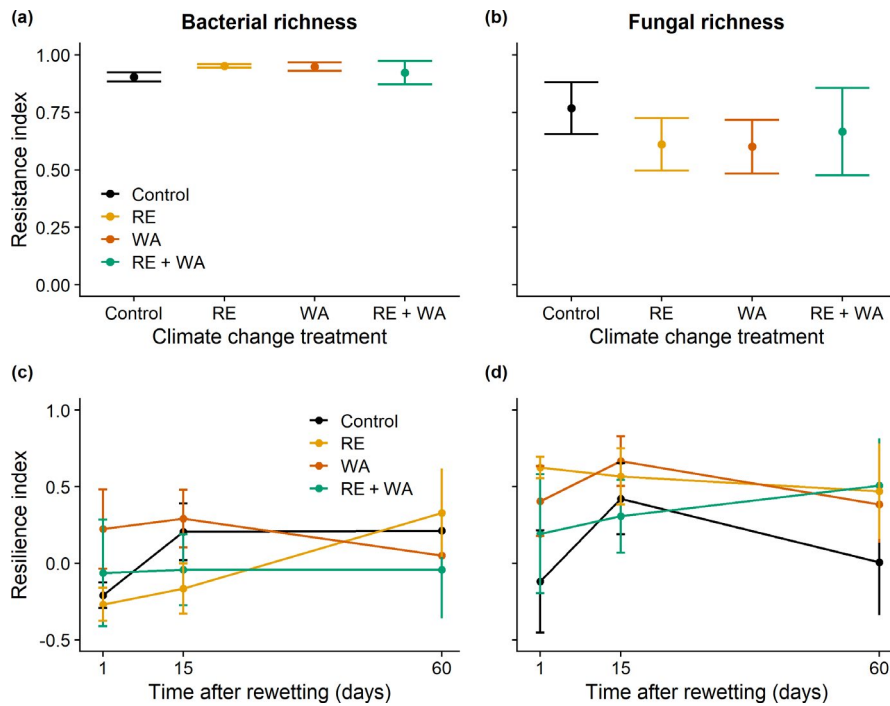 (a)
Bacterial richness
(b)
Fungal richness
Resistance index
1.00
0.75
0.50
0.25
0.00
Control
RE
WA
RE + WA
Control
RE
WA
RE + WA
Climate change treatment
Control
RE
WA
RE + WA
Climate change treatment
(c)
(d)
Resilience index
1.0
0.5
0.0
-0.5
Control
RE
WA
RE + WA
1
15
60
Time after rewetting (days)
1
15
60
Time after rewetting (days)